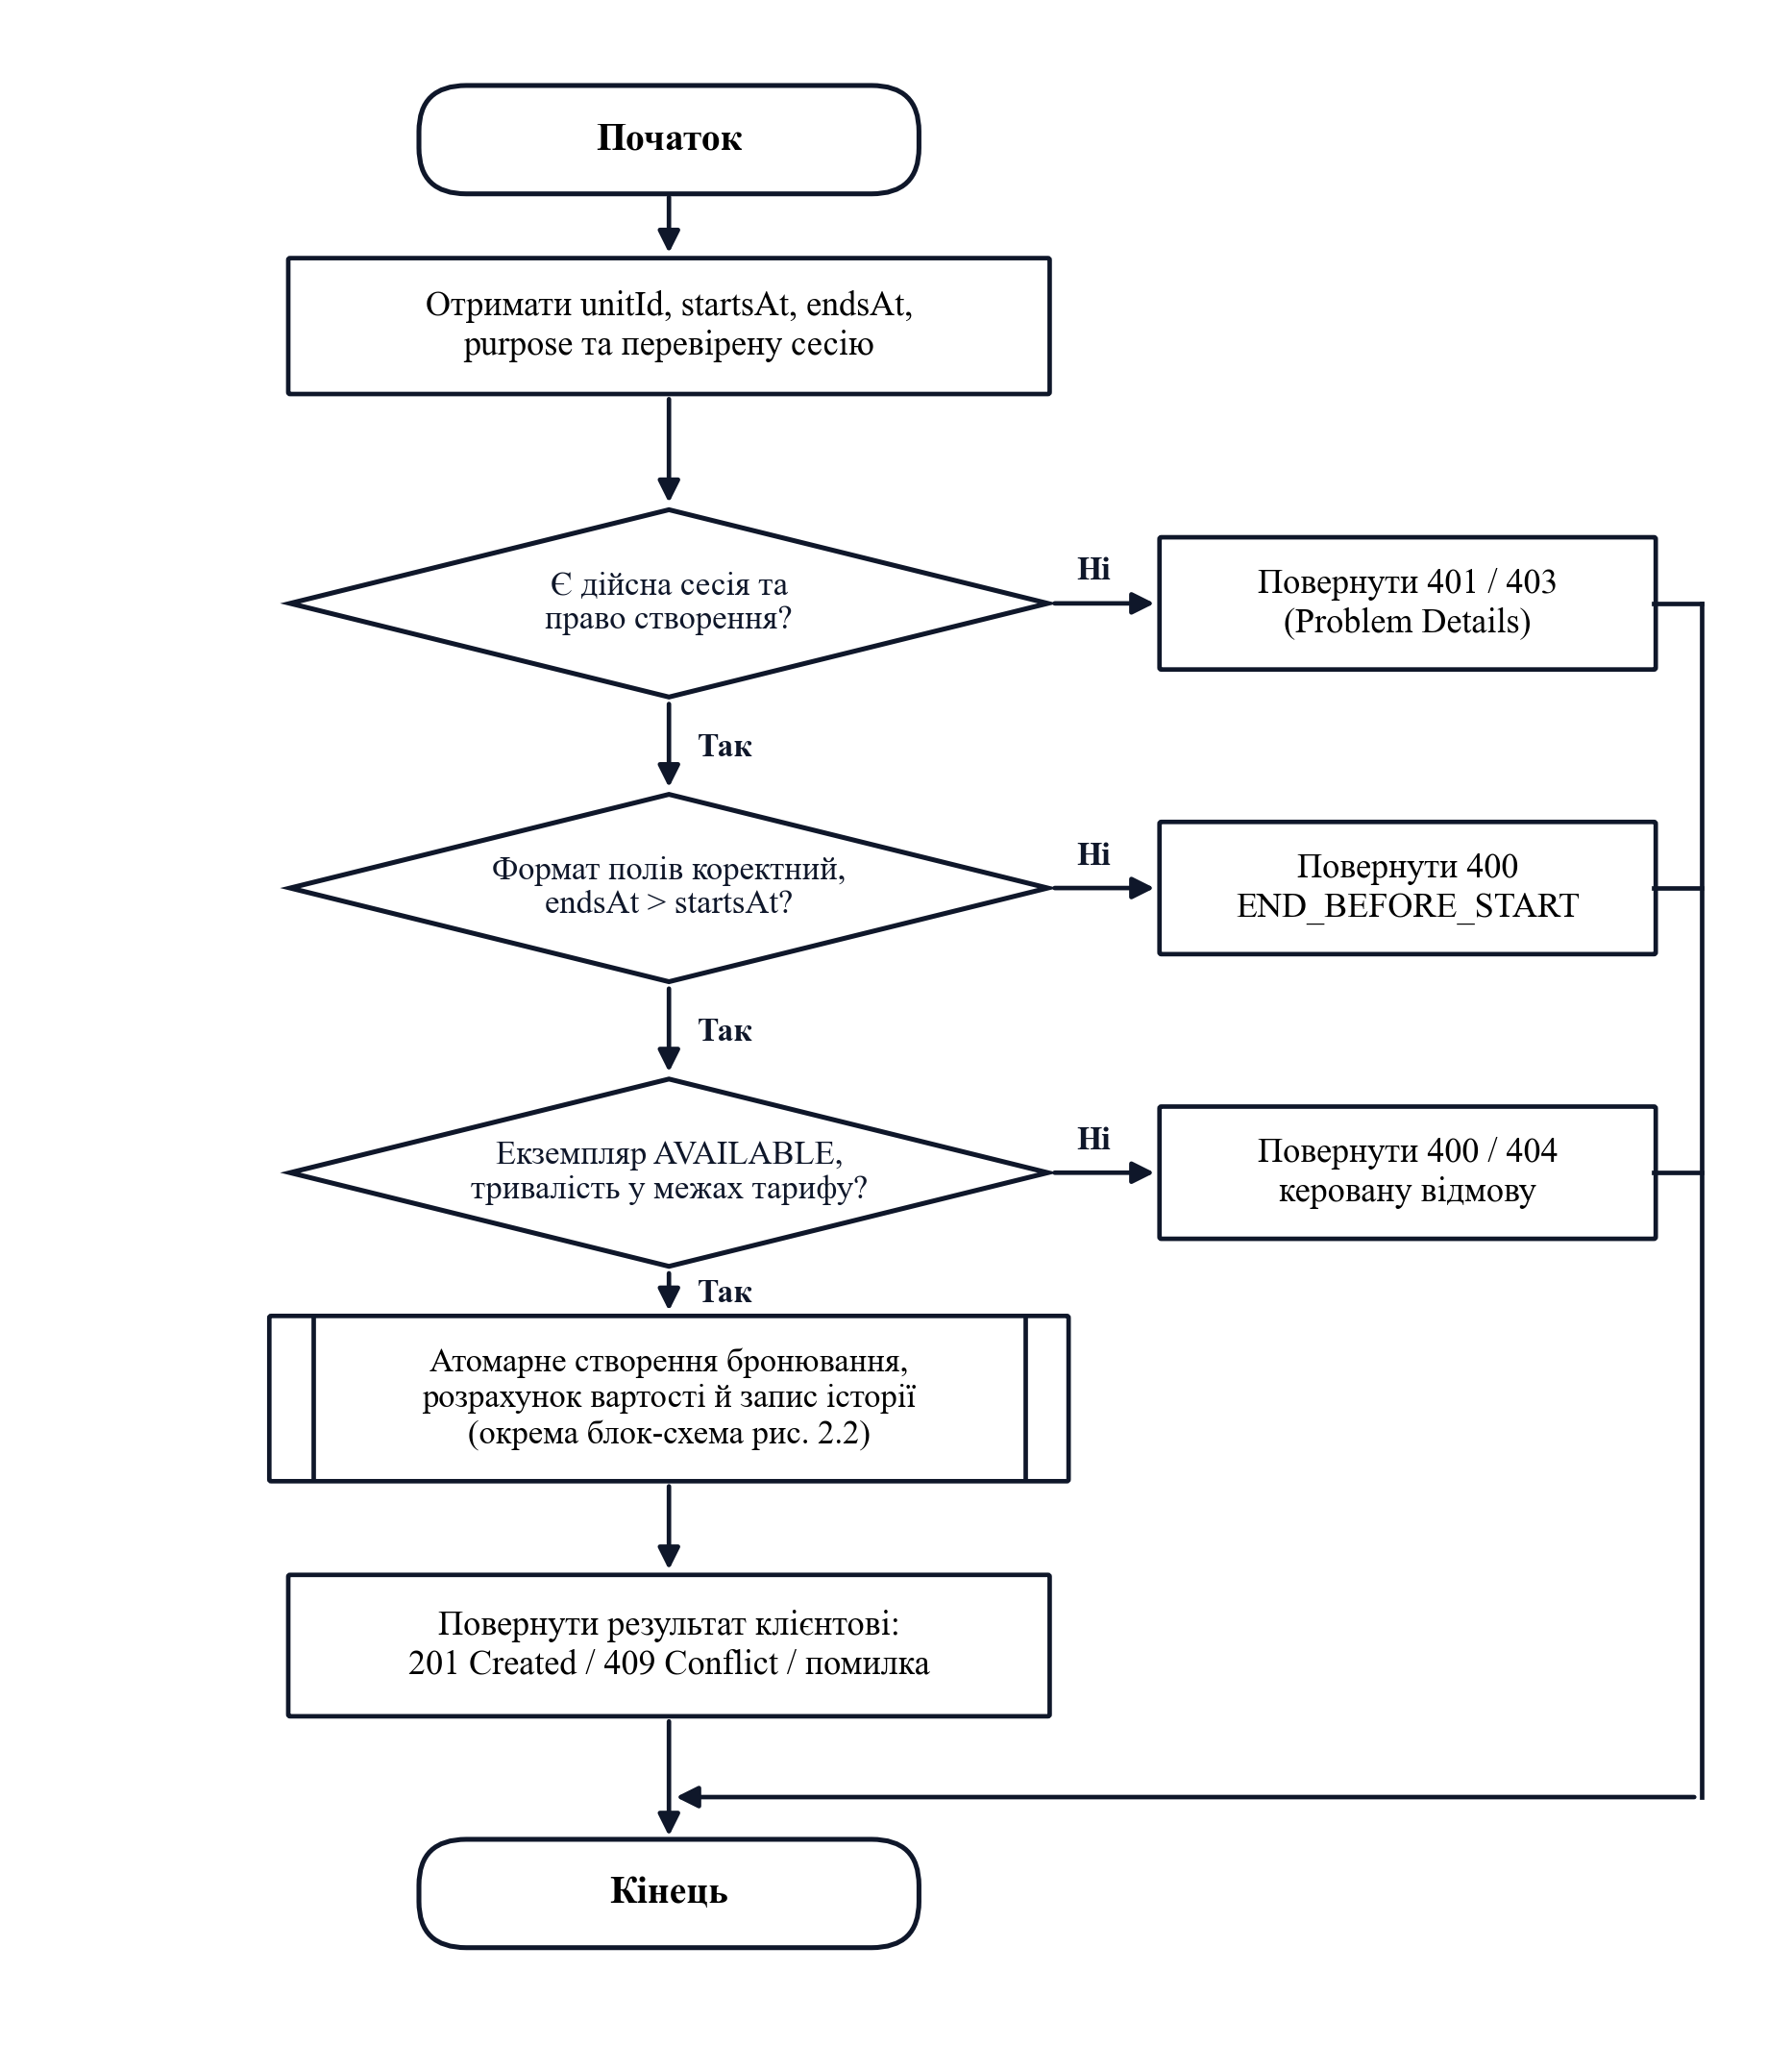 Початок
Отримати unitId, startsAt, endsAt,
purpose та перевірену сесію
Є дійсна сесія та
право створення?
Ні
Повернути 401 / 403
(Problem Details)
Так
Формат полів коректний,
endsAt > startsAt?
Ні
Повернути 400
END_BEFORE_START
Так
Екземпляр AVAILABLE,
тривалість у межах тарифу?
Ні
Повернути 400 / 404
керовану відмову
Так
Атомарне створення бронювання,
розрахунок вартості й запис історії
(окрема блок-схема рис. 2.2)
Повернути результат клієнтові:
201 Created / 409 Conflict / помилка
Кінець